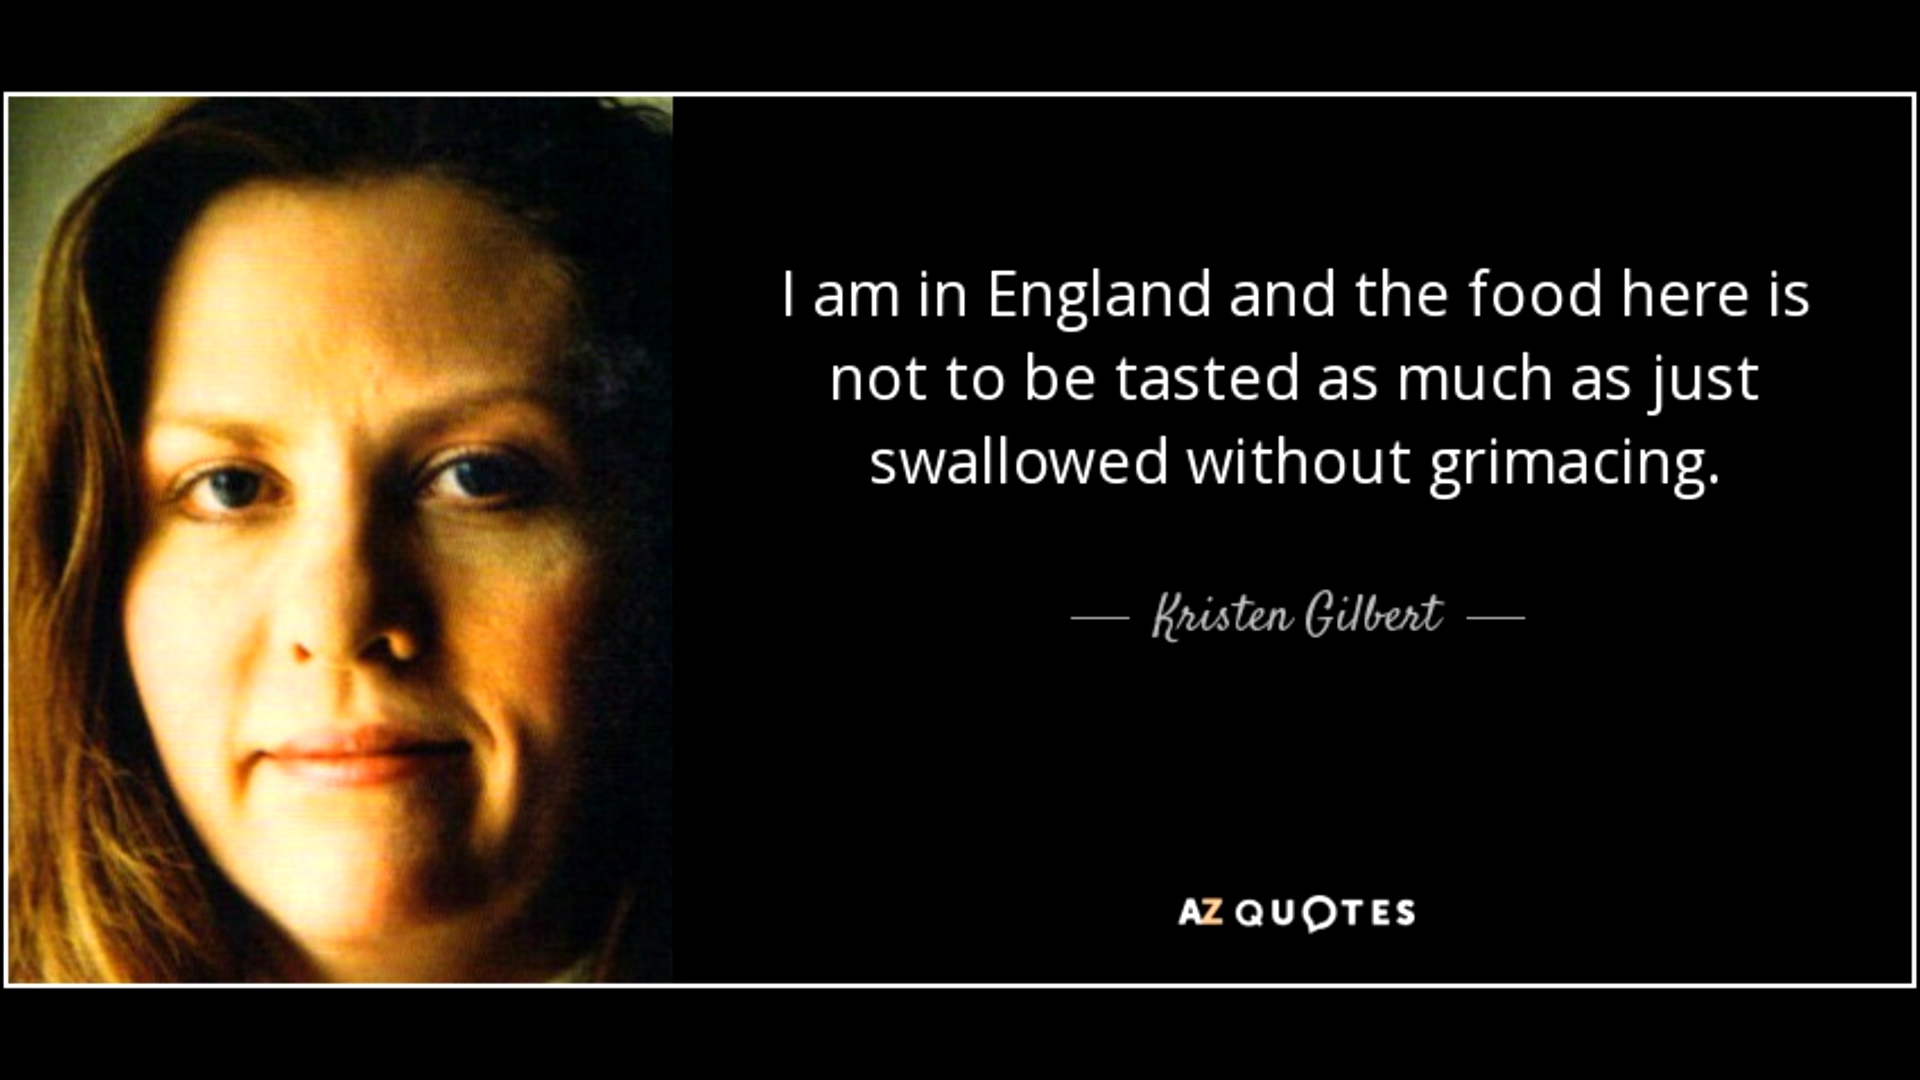 I am in England and the food here is
not to be tasted as much as just
swallowed without grimacing.
Kristen Gilbert
AZ QUOTES